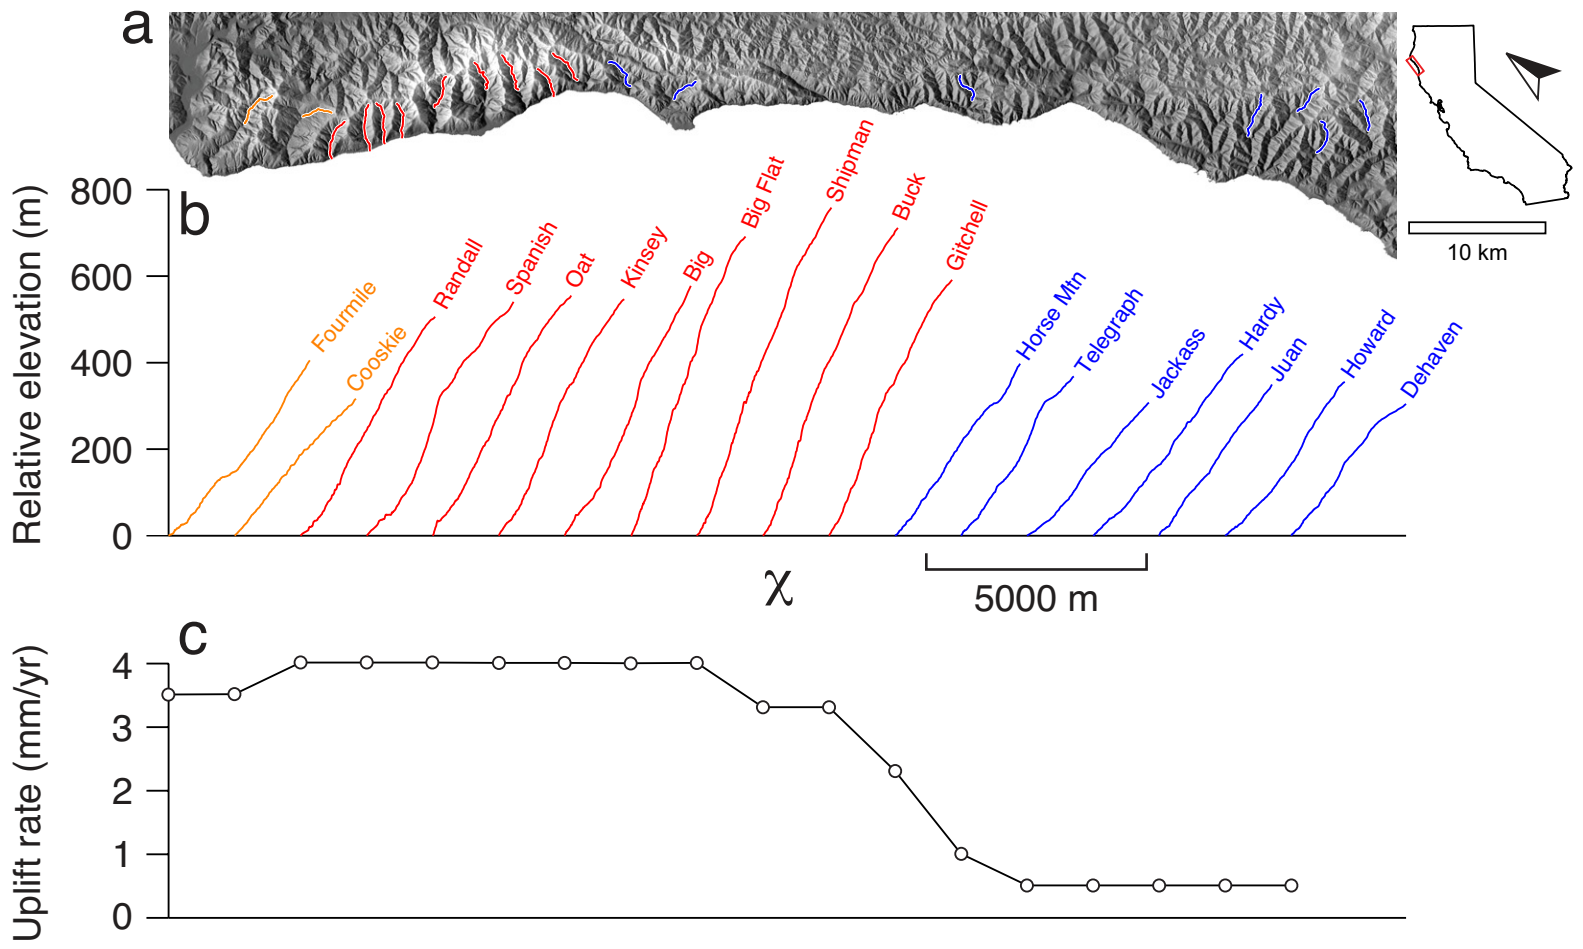 a
10 km
b
Relative elevation (m)
800
600
400
200
0
Fourmile
Cooskie
Randall
Spanish
Oat
Kinsey
Big
Big Flat
Shipman
Buck
Gitchell
Horse Mtn
Telegraph
Jackass
Hardy
Juan
Howard
Dehaven
χ
5000 m
c
Uplift rate (mm/yr)
4
3
2
1
0